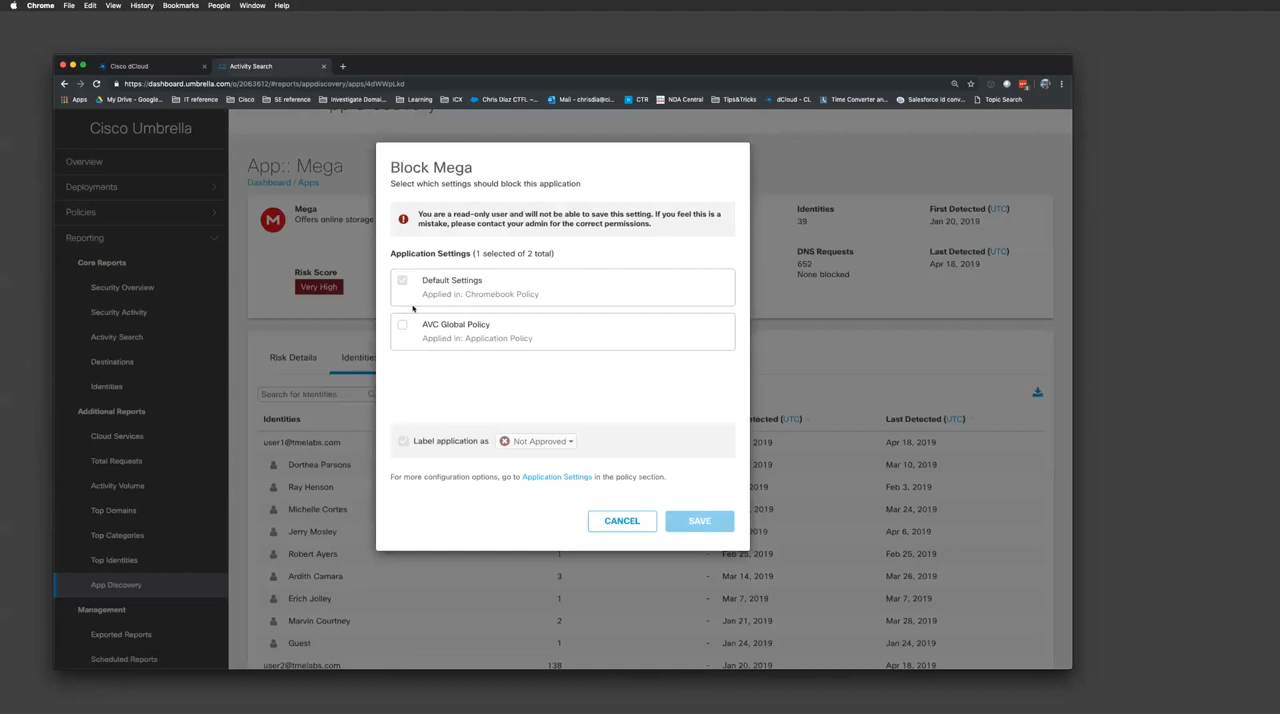 Chrome File Edit View History Bookmarks People Window Help
Cisco dCloud
Activity Search
https://dashboard.umbrella.com/o/2063612/#reports/appdiscovery/apps/4dWWpLkd
Apps My Drive – Google... IT reference Cisco SE reference Investigate Domai... Learning ICX Chris Diaz CTFL –... Mail – chrisdia@ci... CTR NDA Central Tips&Tricks dCloud - CL Time Converter an... Salesforce id conv... Topic Search
Cisco Umbrella
Overview
Deployments
Policies
Reporting
Core Reports
Security Overview
Security Activity
Activity Search
Destinations
Identities
Additional Reports
Cloud Services
Total Requests
Activity Volume
Top Domains
Top Categories
Top Identities
App Discovery
Management
Exported Reports
Scheduled Reports
App:: Mega
Dashboard / Apps
Mega
Offers online storage
Risk Score
Very High
Identities
39
DNS Requests
652
None blocked
First Detected (UTC)
Jan 20, 2019
Last Detected (UTC)
Apr 18, 2019
Block Mega
Select which settings should block this application
You are a read-only user and will not be able to save this setting. If you feel this is a
mistake, please contact your admin for the correct permissions.
Application Settings (1 selected of 2 total)
Default Settings
Applied in: Chromebook Policy
AVC Global Policy
Applied in: Application Policy
Label application as Not Approved
For more configuration options, go to Application Settings in the policy section.
CANCEL SAVE
Risk Details
Search for Identities
Identities (UTC) Last Detected (UTC)
user1@tmelabs.com 2019 Apr 18, 2019
Dorthea Parsons 2019 Mar 10, 2019
Ray Henson 2019 Feb 3, 2019
Michelle Cortes 2019 Mar 24, 2019
Jerry Mosley 2019 Apr 6, 2019
Robert Ayers 1 Feb 25, 2019 Feb 25, 2019
Ardith Camara 3 - Mar 14, 2019 Mar 26, 2019
Erich Jolley 1 - Mar 7, 2019 Mar 7, 2019
Marvin Courtney 2 - Jan 21, 2019 Mar 28, 2019
Guest 1 - Jan 24, 2019 Jan 24, 2019
user2@tmelabs.com 138 - Jan 20, 2019 Apr 18, 2019